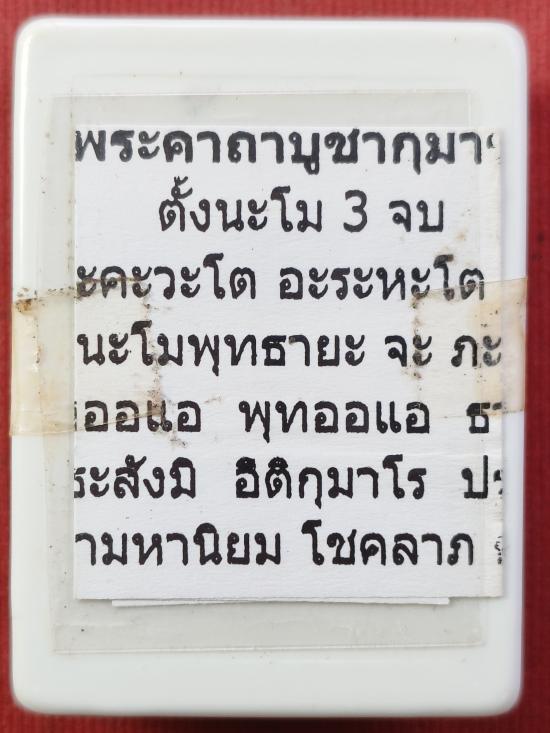 พระคาถาบูชากุมา
ตั้งนะโม 3 จบ
ะคะวะโต อะระหะโต
นะโมพุทธายะ จะ ภะ
ออแอ พุทออแอ ธ
ระสังมิ อิติกุมาโร ปร
ามหานิยม โชคลาภ